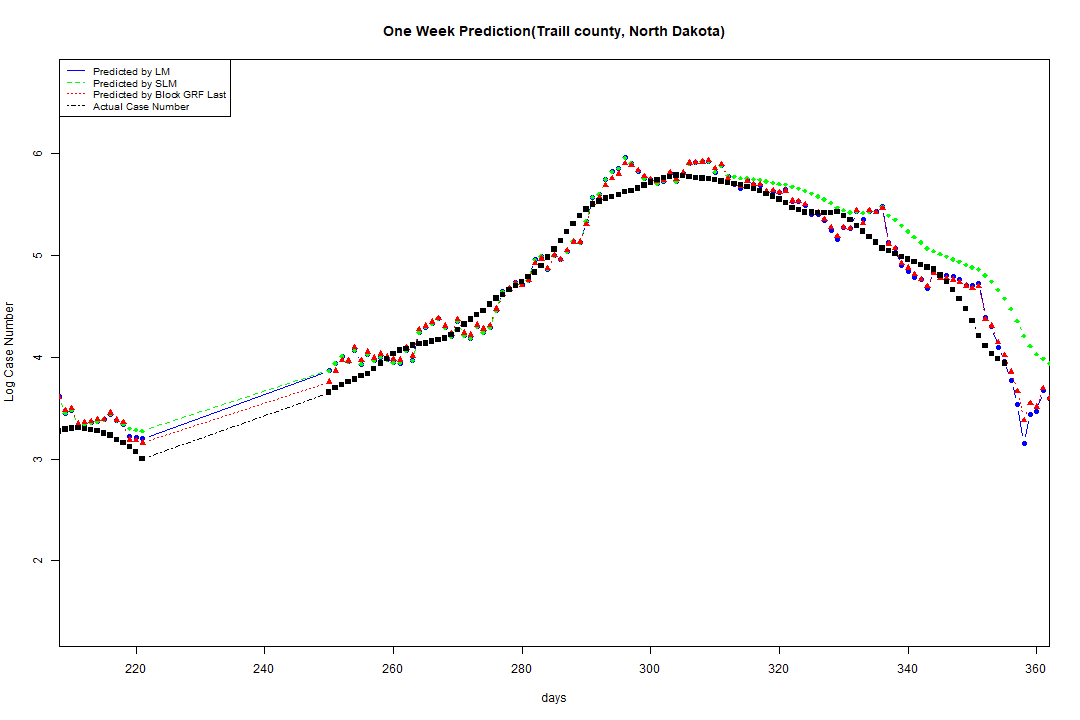 One Week Prediction(Traill county, North Dakota)
Predicted by LM
Predicted by SLM
Predicted by Block GRF Last
Actual Case Number
6
5
4
3
2
Log Case Number
220 240 260 280 300 320 340 360
days